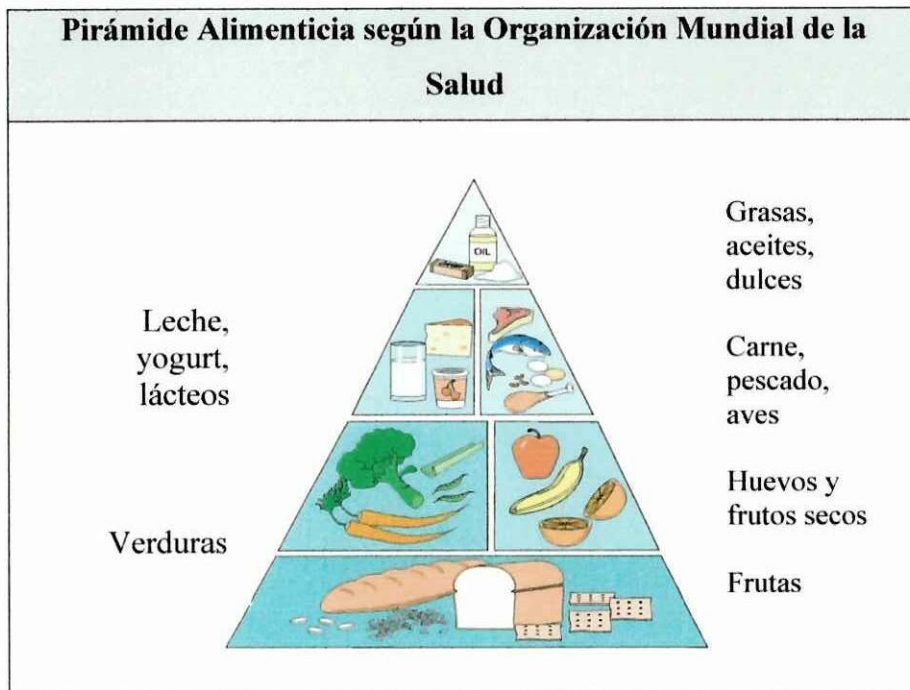 Pirámide Alimenticia según la Organización Mundial de la
Salud
Grasas,
aceites,
dulces
OIL
Leche,
yogurt,
lácteos
Carne,
pescado,
aves
Huevos y
frutos secos
Verduras
Frutas